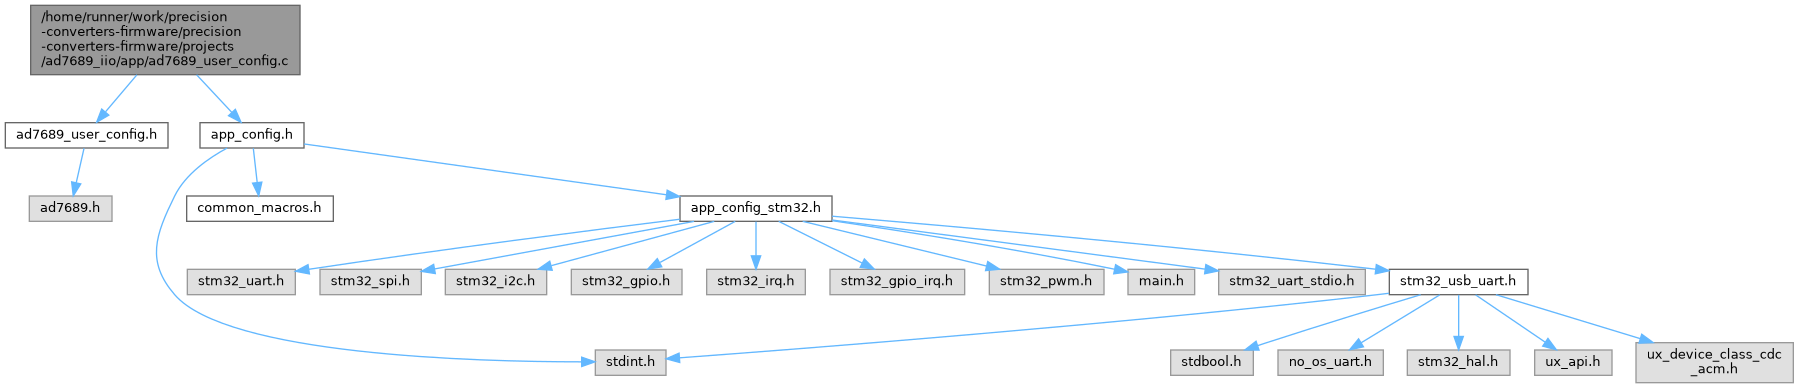 /home/runner/work/precision
-converters-firmware/precision
-converters-firmware/projects
/ad7689_iio/app/ad7689_user_config.c
ad7689_user_config.h
app_config.h
ad7689.h
common_macros.h
app_config_stm32.h
stm32_uart.h
stm32_spi.h
stm32_i2c.h
stm32_gpio.h
stm32_irq.h
stm32_gpio_irq.h
stm32_pwm.h
main.h
stm32_uart_stdio.h
stm32_usb_uart.h
stdint.h
stdbool.h
no_os_uart.h
stm32_hal.h
ux_api.h
ux_device_class_cdc
_acm.h